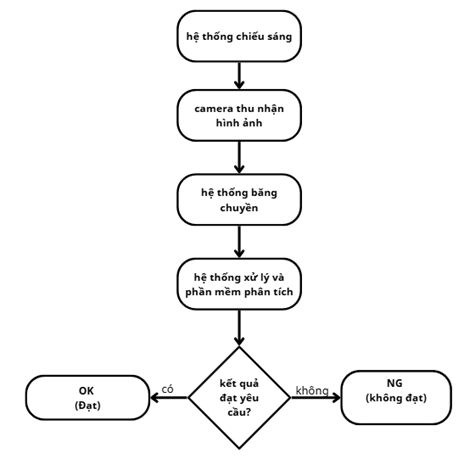 hệ thống chiếu sáng
camera thu nhận
hình ảnh
hệ thống băng
chuyền
hệ thống xử lý và
phần mềm phân tích
kết quả
đạt yêu
cầu?
có
OK
(Đạt)
không
NG
(không đạt)